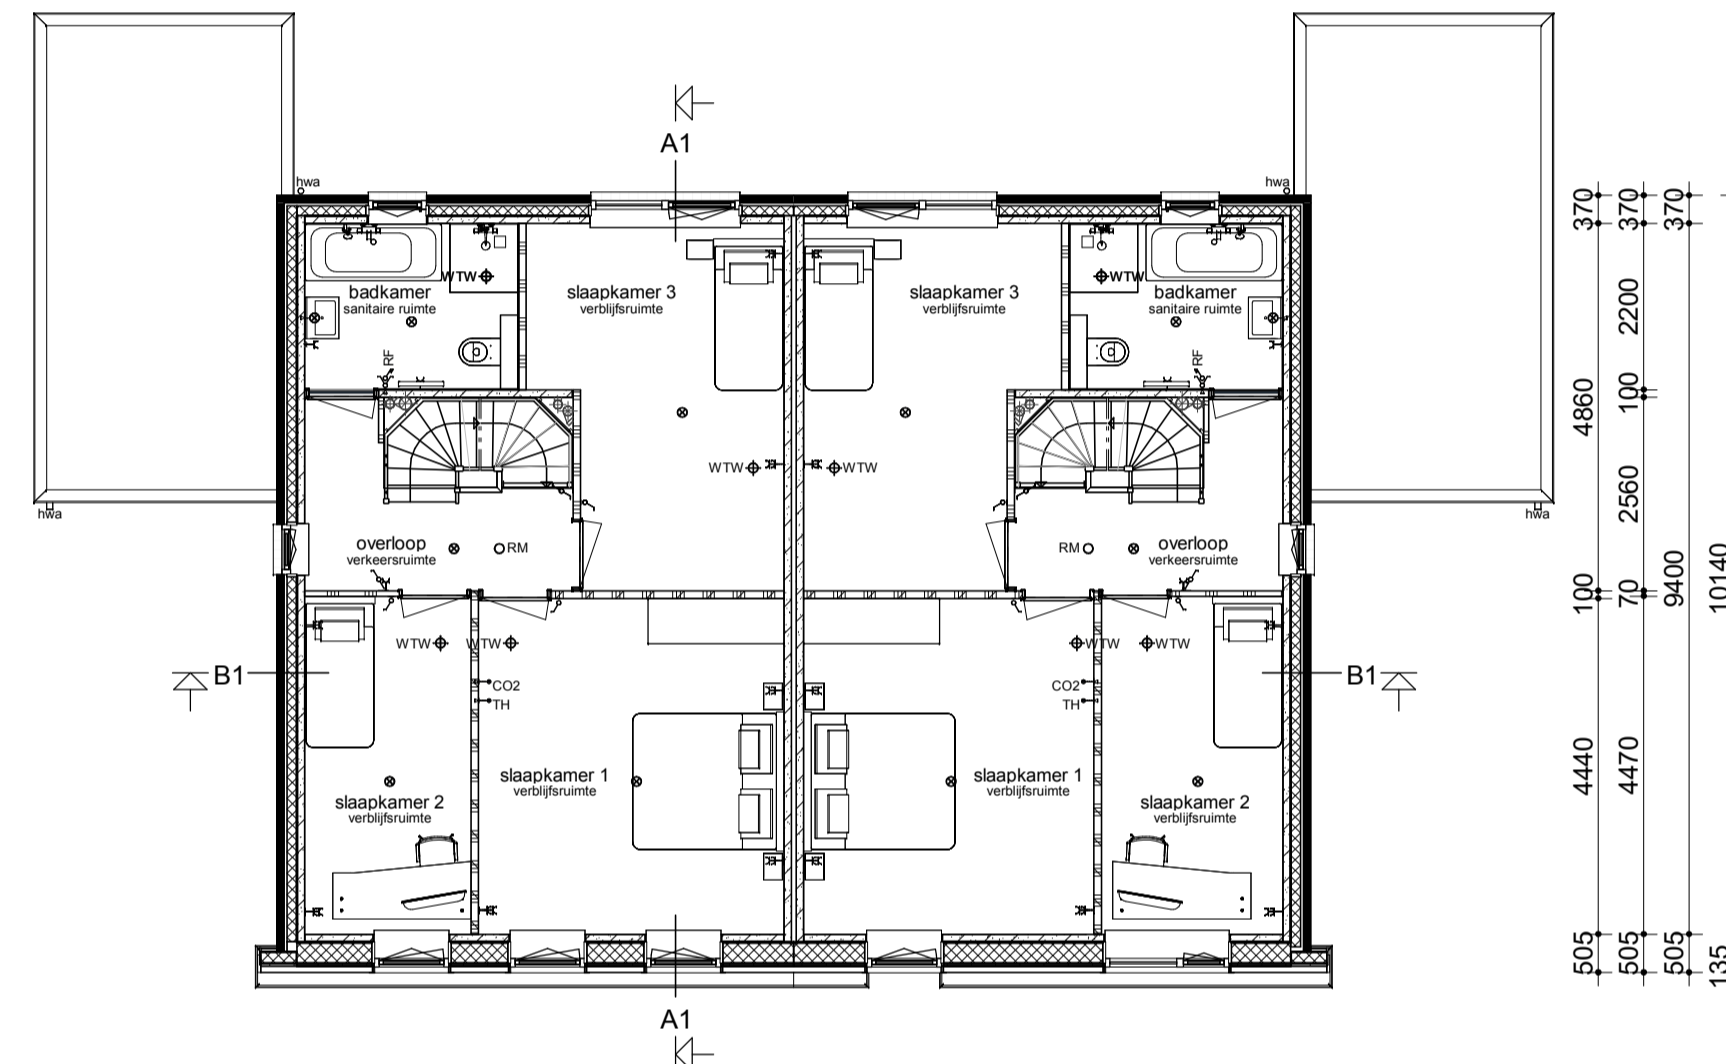 A1
hwa
hwa
370
370
370
WTW
WTW
badkamer
sanitaire ruimte
slaapkamer 3
verblijfsruimte
slaapkamer 3
verblijfsruimte
badkamer
sanitaire ruimte
2200
RF
RF
4860
100
WTW
WTW
2560
hwa
hwa
overloop
verkeersruimte
RM
RM
overloop
verkeersruimte
100
70
9400
10140
WTW
WTW
WTW
WTW
B1
CO2
TH
CO2
TH
B1
4440
4470
slaapkamer 1
verblijfsruimte
slaapkamer 1
verblijfsruimte
slaapkamer 2
verblijfsruimte
slaapkamer 2
verblijfsruimte
505
505
505
135
A1